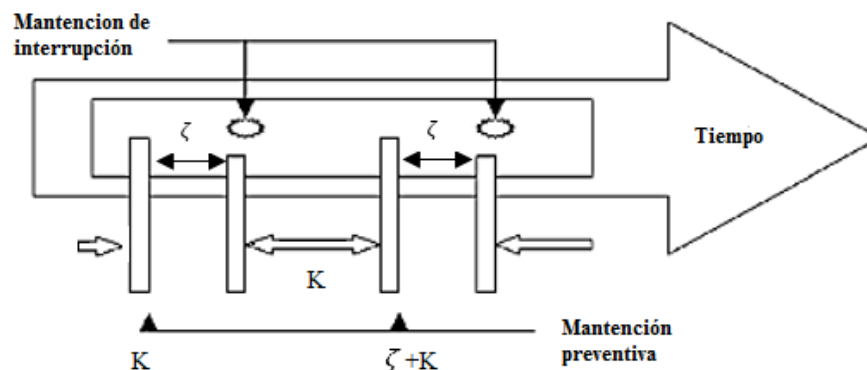 Mantencion de
interrupción
ζ
ζ
Tiempo
K
K
ζ +K
Mantención
preventiva